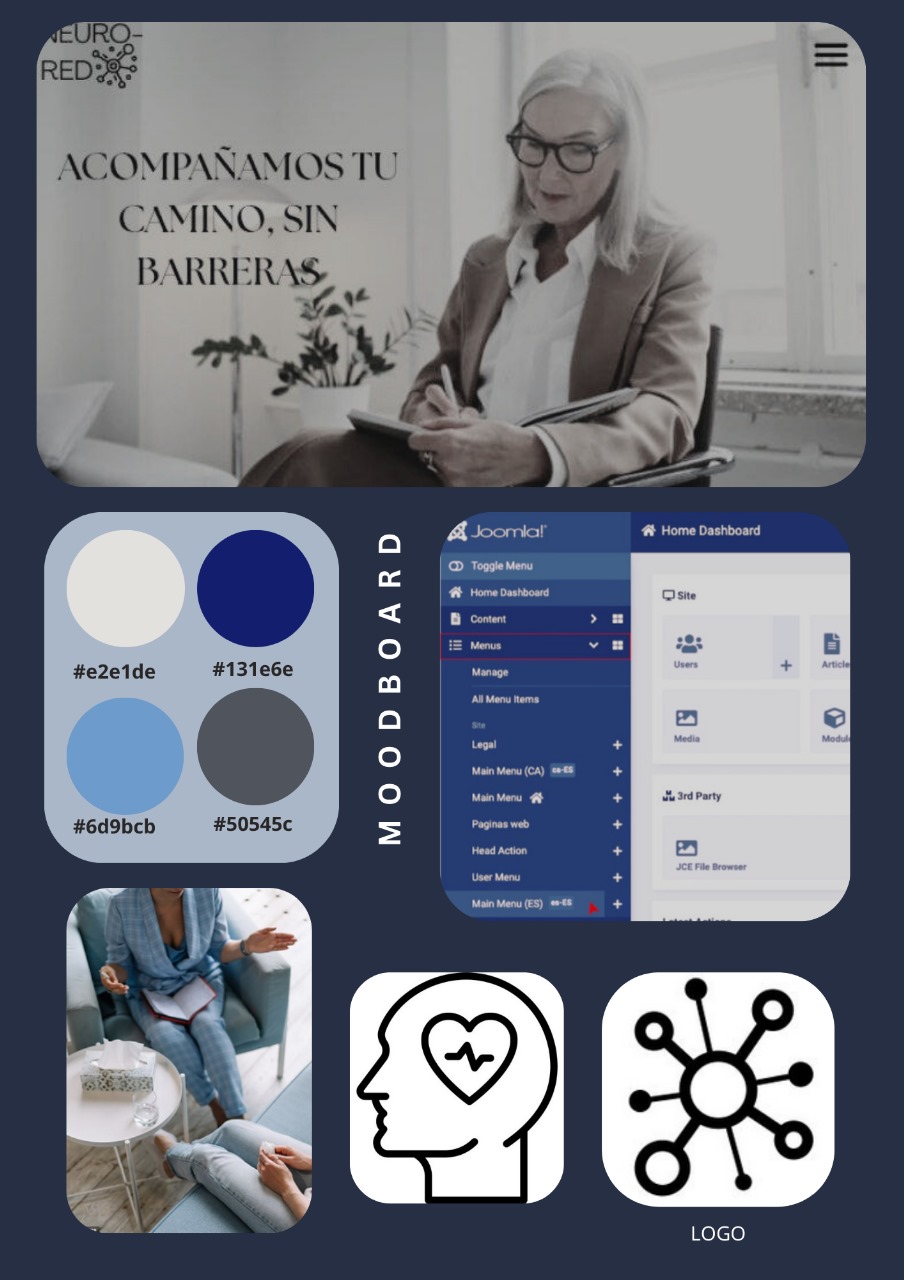 NEURO-
RED
ACOMPAÑAMOS TU
CAMINO, SIN
BARRERAS
#e2e1de
#131e6e
#6d9bcb
#50545c
MOODBOARD
Joomla!
Toggle Menu
Home Dashboard
Content
Menus
Manage
All Menu Items
Site
Legal
Main Menu (CA) ca-ES
Main Menu
Paginas web
Head Action
User Menu
Main Menu (ES) es-ES
Home Dashboard
Site
Users
Article
Media
Modul
3rd Party
JCE File Browser
Latest Actions
LOGO